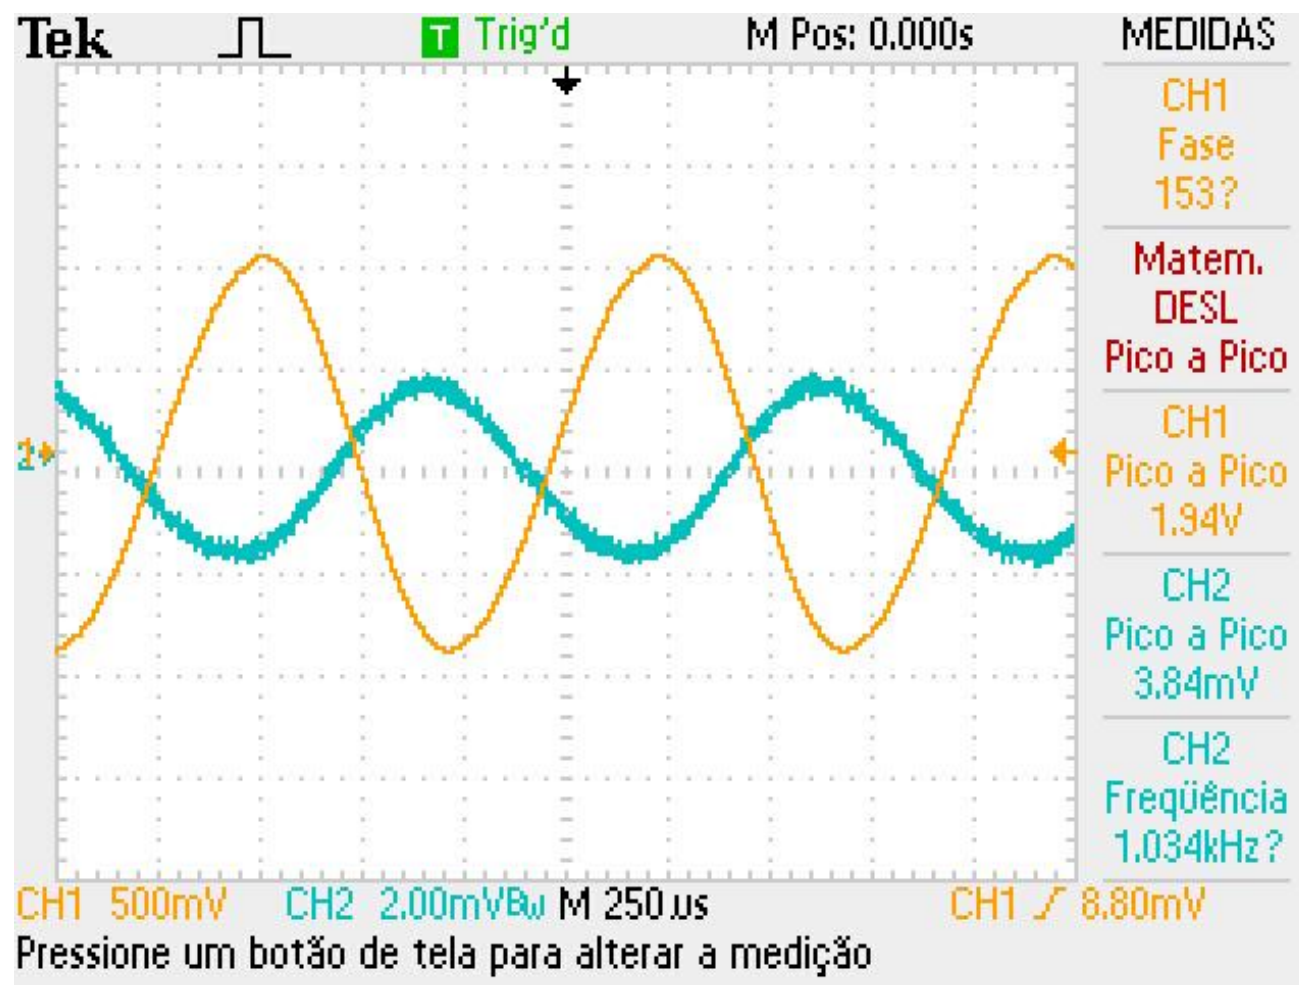 Tek T Trig'd M Pos: 0.000s MEDIDAS
CH1
Fase
153?
Matem.
DESL
Pico a Pico
CH1
Pico a Pico
1.94V
CH2
Pico a Pico
3.84mV
CH2
Freqüência
1.034kHz?
CH1 500mV CH2 2.00mVBw M 250us CH1 8.80mV
Pressione um botão de tela para alterar a medição